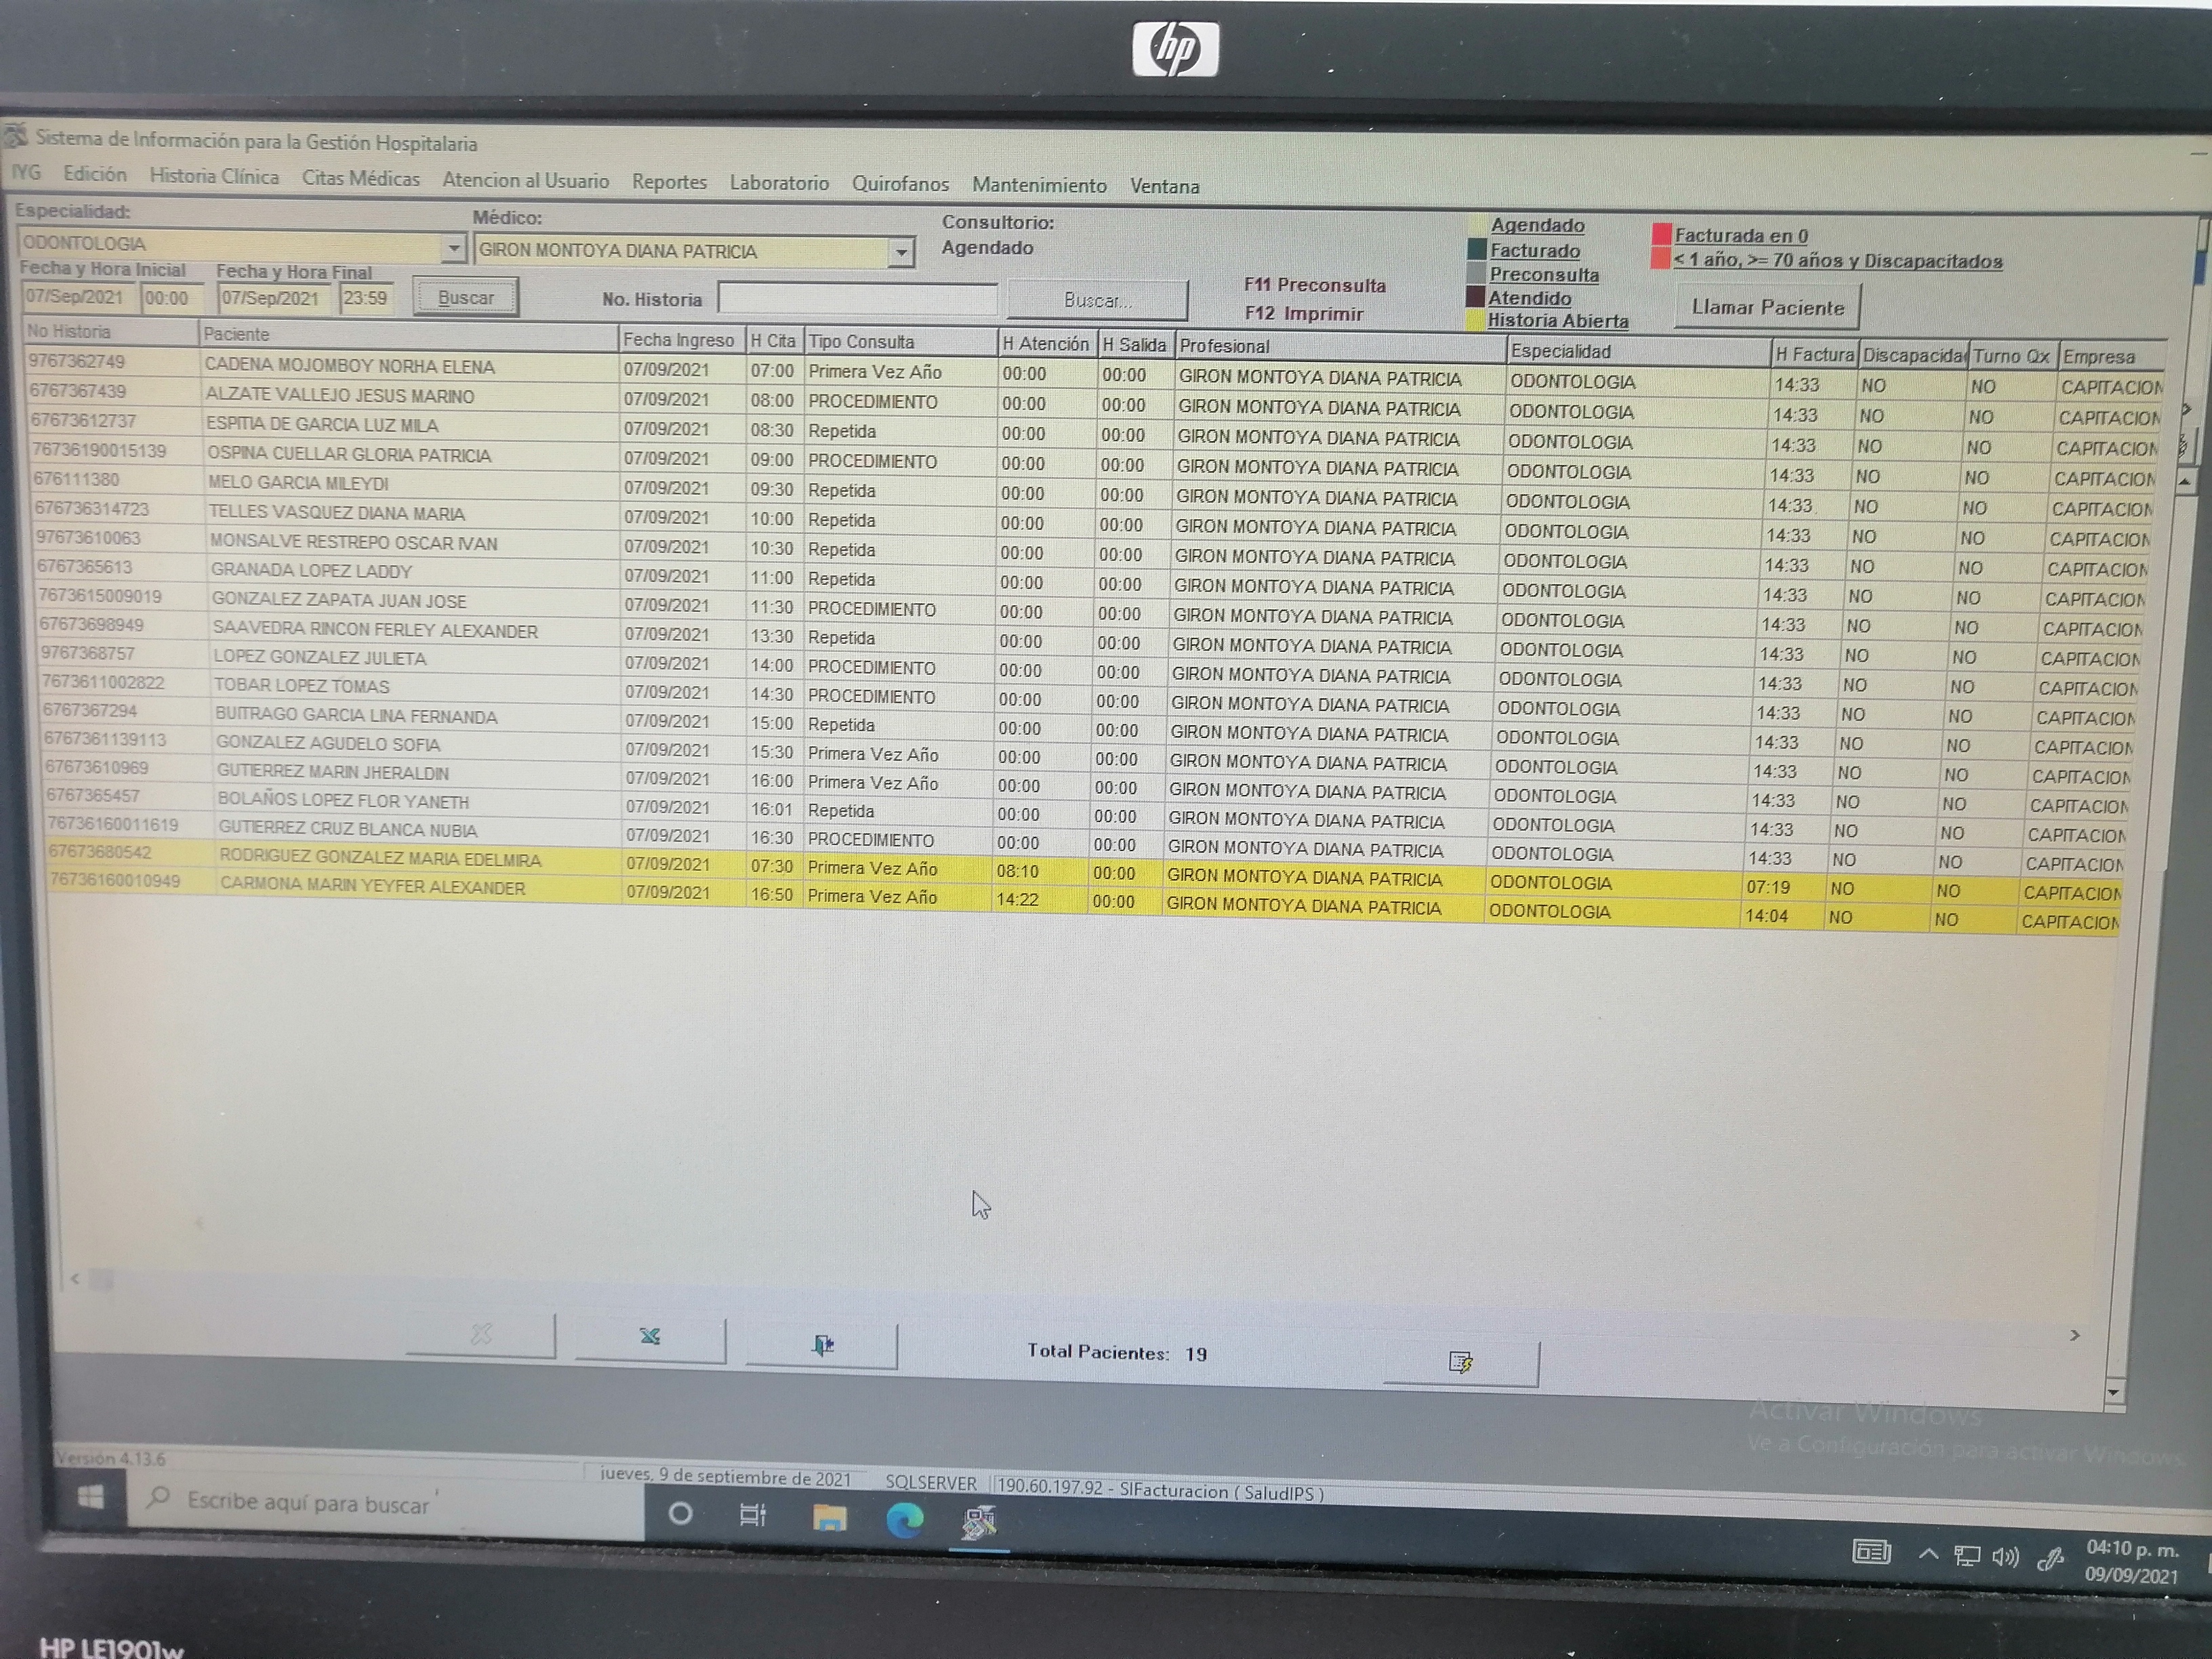 hp
Sistema de Información para la Gestión Hospitalaria
IYG Edición Historia Clínica Citas Médicas Atencion al Usuario Reportes Laboratorio Quirofanos Mantenimiento Ventana
Especialidad: Médico: Consultorio: Agendado Facturada en 0
ODONTOLOGIA GIRON MONTOYA DIANA PATRICIA Agendado Facturado < 1 año, >= 70 años y Discapacitados
Fecha y Hora Inicial Fecha y Hora Final Preconsulta
07/Sep/2021 00:00 07/Sep/2021 23:59 Buscar No. Historia Buscar... F11 Preconsulta Atendido Llamar Paciente
F12 Imprimir Historia Abierta
No Historia Paciente Fecha Ingreso H Cita Tipo Consulta H Atención H Salida Profesional Especialidad H Factura Discapacida Turno Qx Empresa
9767362749 CADENA MOJOMBOY NORHA ELENA 07/09/2021 07:00 Primera Vez Año 00:00 00:00 GIRON MONTOYA DIANA PATRICIA ODONTOLOGIA 14:33 NO NO CAPITACION
6767367439 ALZATE VALLEJO JESUS MARINO 07/09/2021 08:00 PROCEDIMIENTO 00:00 00:00 GIRON MONTOYA DIANA PATRICIA ODONTOLOGIA 14:33 NO NO CAPITACION
67673612737 ESPITIA DE GARCIA LUZ MILA 07/09/2021 08:30 Repetida 00:00 00:00 GIRON MONTOYA DIANA PATRICIA ODONTOLOGIA 14:33 NO NO CAPITACION
76736190015139 OSPINA CUELLAR GLORIA PATRICIA 07/09/2021 09:00 PROCEDIMIENTO 00:00 00:00 GIRON MONTOYA DIANA PATRICIA ODONTOLOGIA 14:33 NO NO CAPITACION
676111380 MELO GARCIA MILEYDI 07/09/2021 09:30 Repetida 00:00 00:00 GIRON MONTOYA DIANA PATRICIA ODONTOLOGIA 14:33 NO NO CAPITACION
676736314723 TELLES VASQUEZ DIANA MARIA 07/09/2021 10:00 Repetida 00:00 00:00 GIRON MONTOYA DIANA PATRICIA ODONTOLOGIA 14:33 NO NO CAPITACION
97673610063 MONSALVE RESTREPO OSCAR IVAN 07/09/2021 10:30 Repetida 00:00 00:00 GIRON MONTOYA DIANA PATRICIA ODONTOLOGIA 14:33 NO NO CAPITACION
6767365613 GRANADA LOPEZ LADDY 07/09/2021 11:00 Repetida 00:00 00:00 GIRON MONTOYA DIANA PATRICIA ODONTOLOGIA 14:33 NO NO CAPITACION
7673615009019 GONZALEZ ZAPATA JUAN JOSE 07/09/2021 11:30 PROCEDIMIENTO 00:00 00:00 GIRON MONTOYA DIANA PATRICIA ODONTOLOGIA 14:33 NO NO CAPITACION
67673698949 SAAVEDRA RINCON FERLEY ALEXANDER 07/09/2021 13:30 Repetida 00:00 00:00 GIRON MONTOYA DIANA PATRICIA ODONTOLOGIA 14:33 NO NO CAPITACION
9767368757 LOPEZ GONZALEZ JULIETA 07/09/2021 14:00 PROCEDIMIENTO 00:00 00:00 GIRON MONTOYA DIANA PATRICIA ODONTOLOGIA 14:33 NO NO CAPITACION
7673611002822 TOBAR LOPEZ TOMAS 07/09/2021 14:30 PROCEDIMIENTO 00:00 00:00 GIRON MONTOYA DIANA PATRICIA ODONTOLOGIA 14:33 NO NO CAPITACION
6767367294 BUITRAGO GARCIA LINA FERNANDA 07/09/2021 15:00 Repetida 00:00 00:00 GIRON MONTOYA DIANA PATRICIA ODONTOLOGIA 14:33 NO NO CAPITACION
6767361139113 GONZALEZ AGUDELO SOFIA 07/09/2021 15:30 Primera Vez Año 00:00 00:00 GIRON MONTOYA DIANA PATRICIA ODONTOLOGIA 14:33 NO NO CAPITACION
67673610969 GUTIERREZ MARIN JHERALDIN 07/09/2021 16:00 Primera Vez Año 00:00 00:00 GIRON MONTOYA DIANA PATRICIA ODONTOLOGIA 14:33 NO NO CAPITACION
6767365457 BOLAÑOS LOPEZ FLOR YANETH 07/09/2021 16:01 Repetida 00:00 00:00 GIRON MONTOYA DIANA PATRICIA ODONTOLOGIA 14:33 NO NO CAPITACION
76736160011619 GUTIERREZ CRUZ BLANCA NUBIA 07/09/2021 16:30 PROCEDIMIENTO 00:00 00:00 GIRON MONTOYA DIANA PATRICIA ODONTOLOGIA 14:33 NO NO CAPITACION
67673680542 RODRIGUEZ GONZALEZ MARIA EDELMIRA 07/09/2021 07:30 Primera Vez Año 08:10 00:00 GIRON MONTOYA DIANA PATRICIA ODONTOLOGIA 07:19 NO NO CAPITACION
76736160010949 CARMONA MARIN YEYFER ALEXANDER 07/09/2021 16:50 Primera Vez Año 14:22 00:00 GIRON MONTOYA DIANA PATRICIA ODONTOLOGIA 14:04 NO NO CAPITACION
Total Pacientes: 19
Activar Windows
Ve a Configuración para activar Windows.
Versión 4.13.6 jueves, 9 de septiembre de 2021 SQLSERVER 190.60.197.92 - SIFacturacion ( SaludIPS )
Escribe aquí para buscar
04:10 p. m.
09/09/2021
HP LE1901w